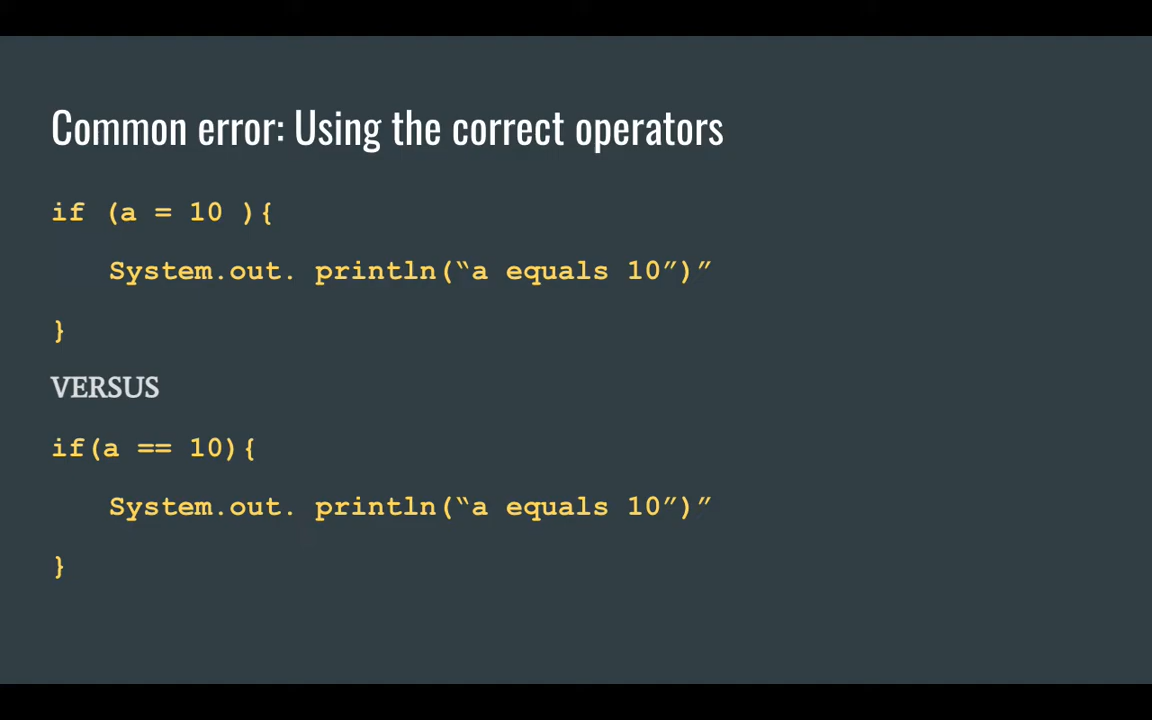 Common error: Using the correct operators
if (a = 10 ){
System.out. println(“a equals 10”)”
}
VERSUS
if(a == 10){
System.out. println(“a equals 10”)”
}